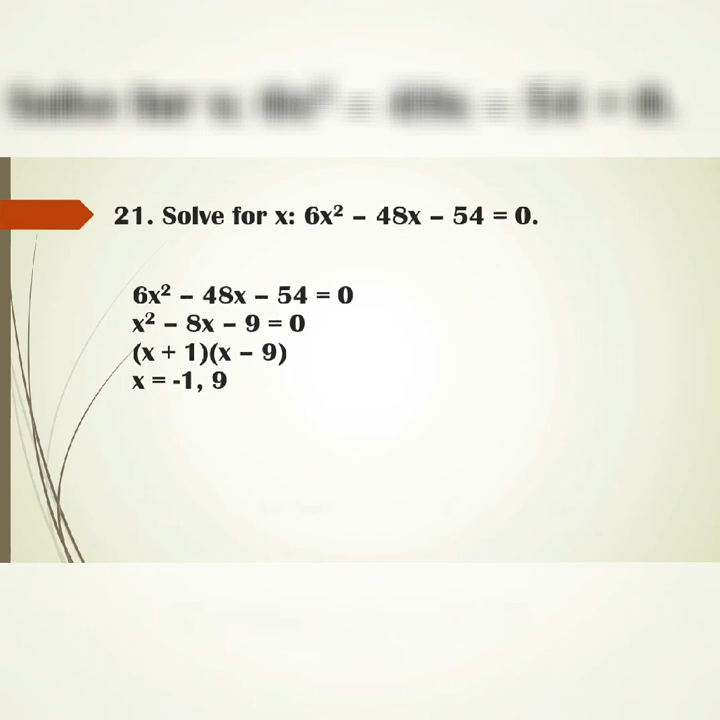 21. Solve for x: 6x² – 48x – 54 = 0.
6x² – 48x – 54 = 0
x² – 8x – 9 = 0
(x + 1)(x – 9)
x = -1, 9